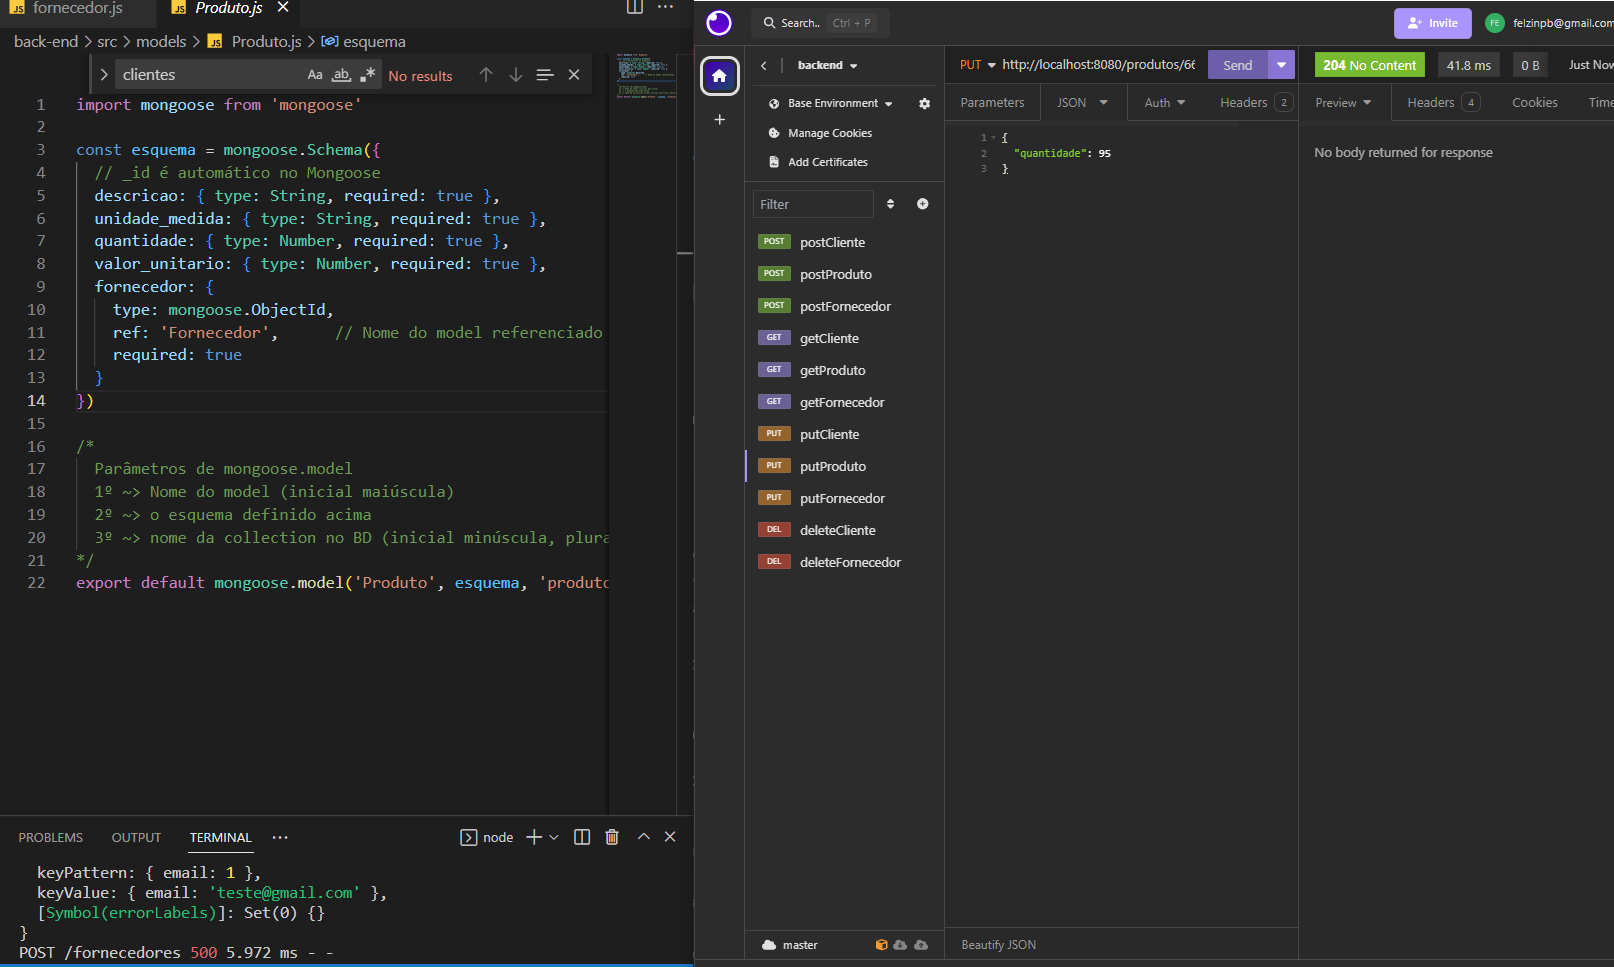 fornecedor.js
Produto.js
back-end > src > models > Produto.js > esquema
clientes
Aa ab
No results
1 import mongoose from 'mongoose'
2
3 const esquema = mongoose.Schema({
4 // _id é automático no Mongoose
5 descricao: { type: String, required: true },
6 unidade_medida: { type: String, required: true },
7 quantidade: { type: Number, required: true },
8 valor_unitario: { type: Number, required: true },
9 fornecedor: {
10 type: mongoose.ObjectId,
11 ref: 'Fornecedor', // Nome do model referenciado
12 required: true
13 }
14 })
15
16 /*
17 Parâmetros de mongoose.model
18 1º ~> Nome do model (inicial maiúscula)
19 2º ~> o esquema definido acima
20 3º ~> nome da collection no BD (inicial minúscula, plura
21 */
22 export default mongoose.model('Produto', esquema, 'produto
PROBLEMS OUTPUT TERMINAL
node
keyPattern: { email: 1 },
keyValue: { email: 'teste@gmail.com' },
[Symbol(errorLabels)]: Set(0) {}
}
POST /fornecedores 500 5.972 ms - -
Search.. Ctrl + P
Invite
FE felzinpb@gmail.com
backend
Base Environment
Manage Cookies
Add Certificates
Filter
POST postCliente
POST postProduto
POST postFornecedor
GET getCliente
GET getProduto
GET getFornecedor
PUT putCliente
PUT putProduto
PUT putFornecedor
DEL deleteCliente
DEL deleteFornecedor
master
PUT http://localhost:8080/produtos/66 Send
Parameters JSON Auth Headers 2
1 {
2 "quantidade": 95
3 }
Beautify JSON
204 No Content 41.8 ms 0 B Just Now
Preview Headers 4 Cookies Time
No body returned for response